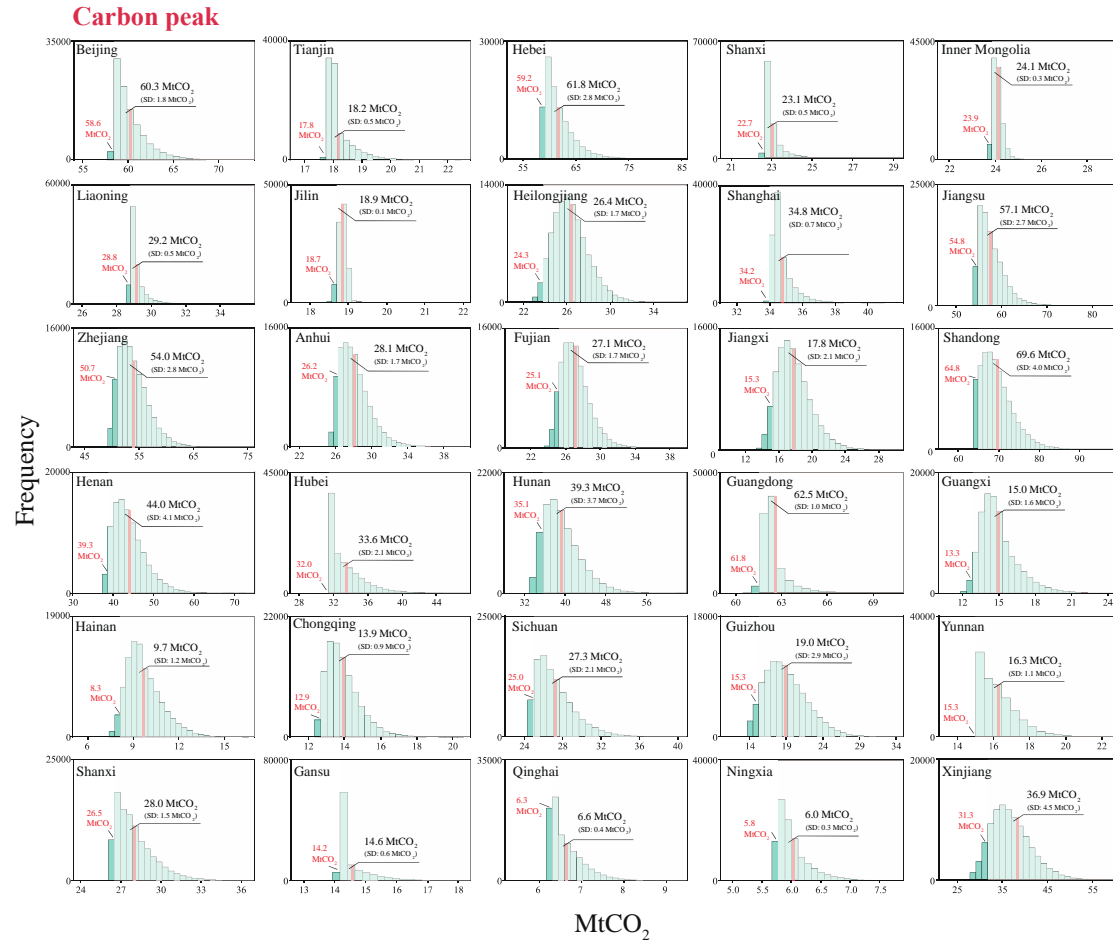 Carbon peak
Frequency
35000
Beijing
60.3 MtCO₂
(SD: 1.8 MtCO₂)
58.6
MtCO₂
0
55 60 65 70
40000
Tianjin
18.2 MtCO₂
(SD: 0.5 MtCO₂)
17.8
MtCO₂
0
17 18 19 20 21 22
30000
Hebei
61.8 MtCO₂
(SD: 2.8 MtCO₂)
59.2
MtCO₂
0
55 65 75 85
70000
Shanxi
23.1 MtCO₂
(SD: 0.5 MtCO₂)
22.7
MtCO₂
0
21 23 25 27 29
45000
Inner Mongolia
24.1 MtCO₂
(SD: 0.3 MtCO₂)
23.9
MtCO₂
0
22 24 26 28
60000
Liaoning
29.2 MtCO₂
(SD: 0.5 MtCO₂)
28.8
MtCO₂
0
26 28 30 32 34
5000
Jilin
18.9 MtCO₂
(SD: 0.1 MtCO₂)
18.7
MtCO₂
0
18 19 20 21 22
14000
Heilongjiang
26.4 MtCO₂
(SD: 1.7 MtCO₂)
24.3
MtCO₂
0
22 26 30 34
40000
Shanghai
34.8 MtCO₂
(SD: 0.7 MtCO₂)
34.2
MtCO₂
0
32 34 36 38 40
30000
Jiangsu
57.1 MtCO₂
(SD: 2.7 MtCO₂)
54.8
MtCO₂
0
50 60 70 80
16000
Zhejiang
54.0 MtCO₂
(SD: 2.8 MtCO₂)
50.7
MtCO₂
0
45 55 65 75
16000
Anhui
28.1 MtCO₂
(SD: 1.7 MtCO₂)
26.2
MtCO₂
0
22 26 30 34 38
16000
Fujian
27.1 MtCO₂
(SD: 1.7 MtCO₂)
25.1
MtCO₂
0
22 26 30 34 38
16000
Jiangxi
17.8 MtCO₂
(SD: 2.1 MtCO₂)
15.3
MtCO₂
0
12 16 20 24 28
16000
Shandong
69.6 MtCO₂
(SD: 4.0 MtCO₂)
64.8
MtCO₂
0
60 70 80 90
20000
Henan
44.0 MtCO₂
(SD: 4.1 MtCO₂)
39.3
MtCO₂
0
30 40 50 60 70
45000
Hubei
33.6 MtCO₂
(SD: 2.1 MtCO₂)
32.0
MtCO₂
0
28 32 36 40 44
22000
Hunan
39.3 MtCO₂
(SD: 3.7 MtCO₂)
35.1
MtCO₂
0
32 40 48 56
50000
Guangdong
62.5 MtCO₂
(SD: 1.0 MtCO₂)
61.8
MtCO₂
0
60 63 66 69
20000
Guangxi
15.0 MtCO₂
(SD: 1.6 MtCO₂)
13.3
MtCO₂
0
12 15 18 21 24
19000
Hainan
9.7 MtCO₂
(SD: 1.2 MtCO₂)
8.3
MtCO₂
0
6 9 12 15
22000
Chongqing
13.9 MtCO₂
(SD: 0.9 MtCO₂)
12.9
MtCO₂
0
12 14 16 18 20
25000
Sichuan
27.3 MtCO₂
(SD: 2.1 MtCO₂)
25.0
MtCO₂
0
24 28 32 36 40
18000
Guizhou
19.0 MtCO₂
(SD: 2.9 MtCO₂)
15.3
MtCO₂
0
14 19 24 29 34
40000
Yunnan
16.3 MtCO₂
(SD: 1.1 MtCO₂)
15.3
MtCO₂
0
14 16 18 20 22
25000
Shanxi
28.0 MtCO₂
(SD: 1.5 MtCO₂)
26.5
MtCO₂
0
24 27 30 33 36
80000
Gansu
14.6 MtCO₂
(SD: 0.6 MtCO₂)
14.2
MtCO₂
0
13 14 15 16 17 18
35000
Qinghai
6.6 MtCO₂
(SD: 0.4 MtCO₂)
6.3
MtCO₂
0
6 7 8 9
40000
Ningxia
6.0 MtCO₂
(SD: 0.3 MtCO₂)
5.8
MtCO₂
0
5.0 5.7 6.4 7.1
20000
Xinjiang
36.9 MtCO₂
(SD: 4.5 MtCO₂)
31.3
MtCO₂
0
25 35 45 55
MtCO₂